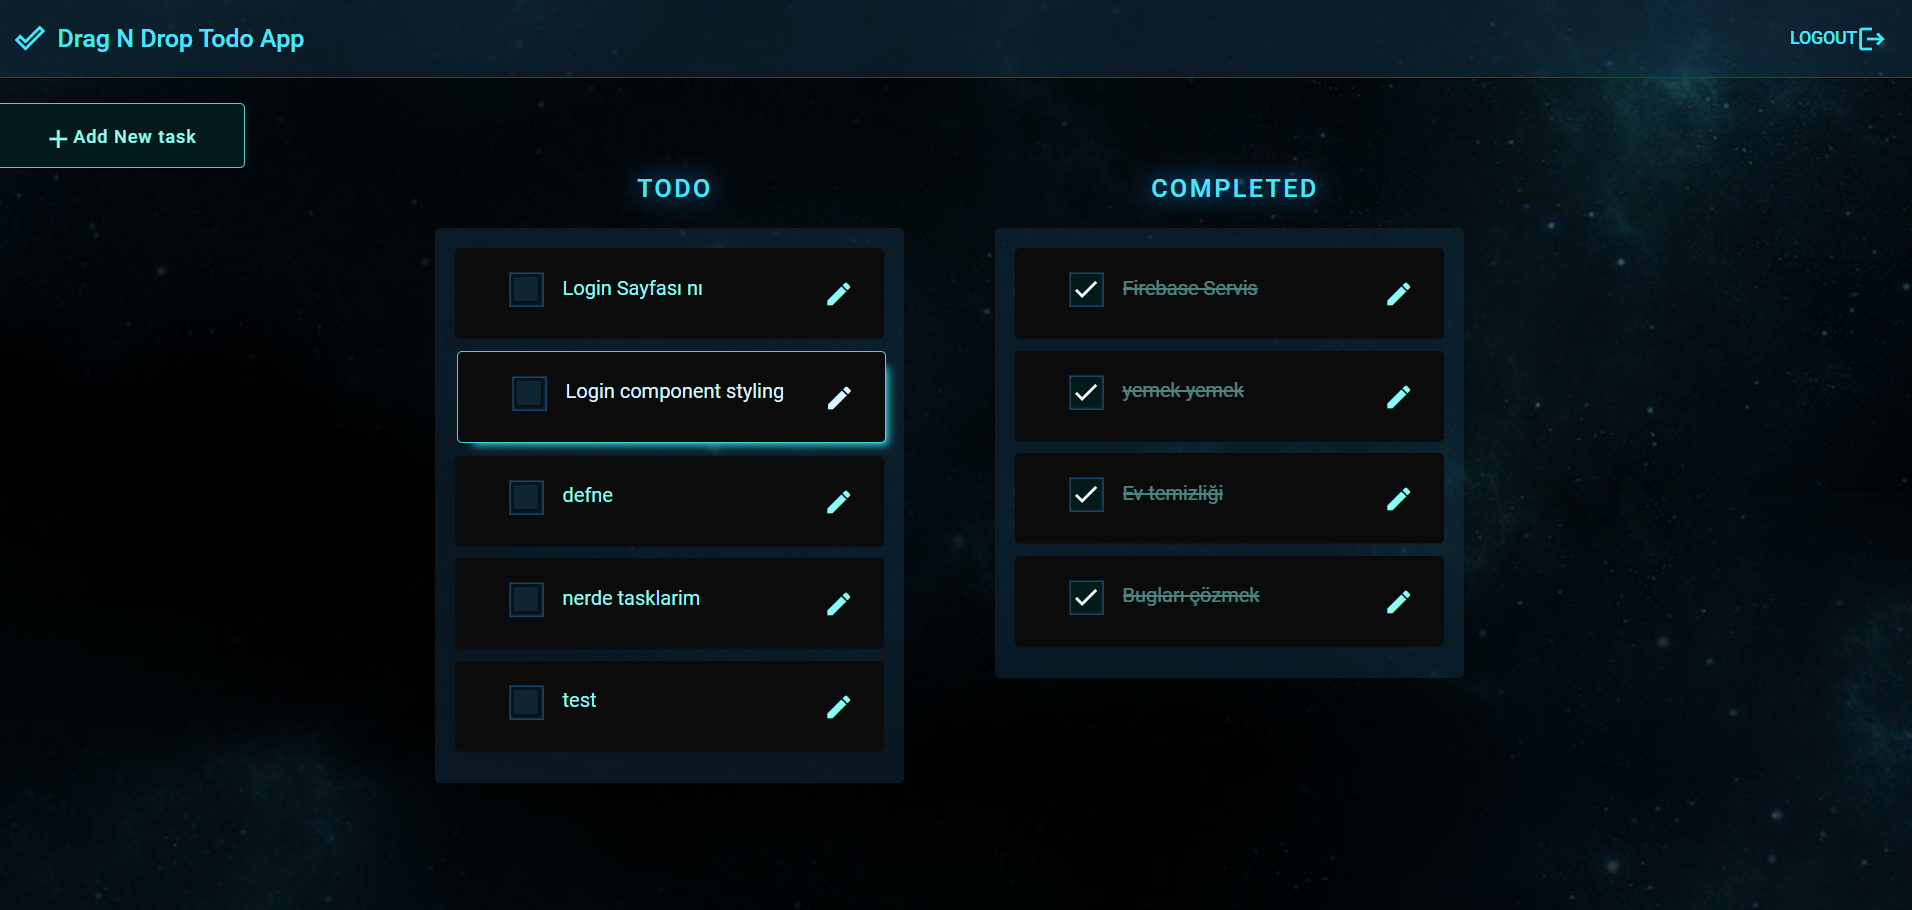 Drag N Drop Todo App
LOGOUT
Add New task
TODO
Login Sayfası nı
Login component styling
defne
nerde tasklarim
test
COMPLETED
Firebase Servis
yemek yemek
Ev temizliği
Bugları çözmek